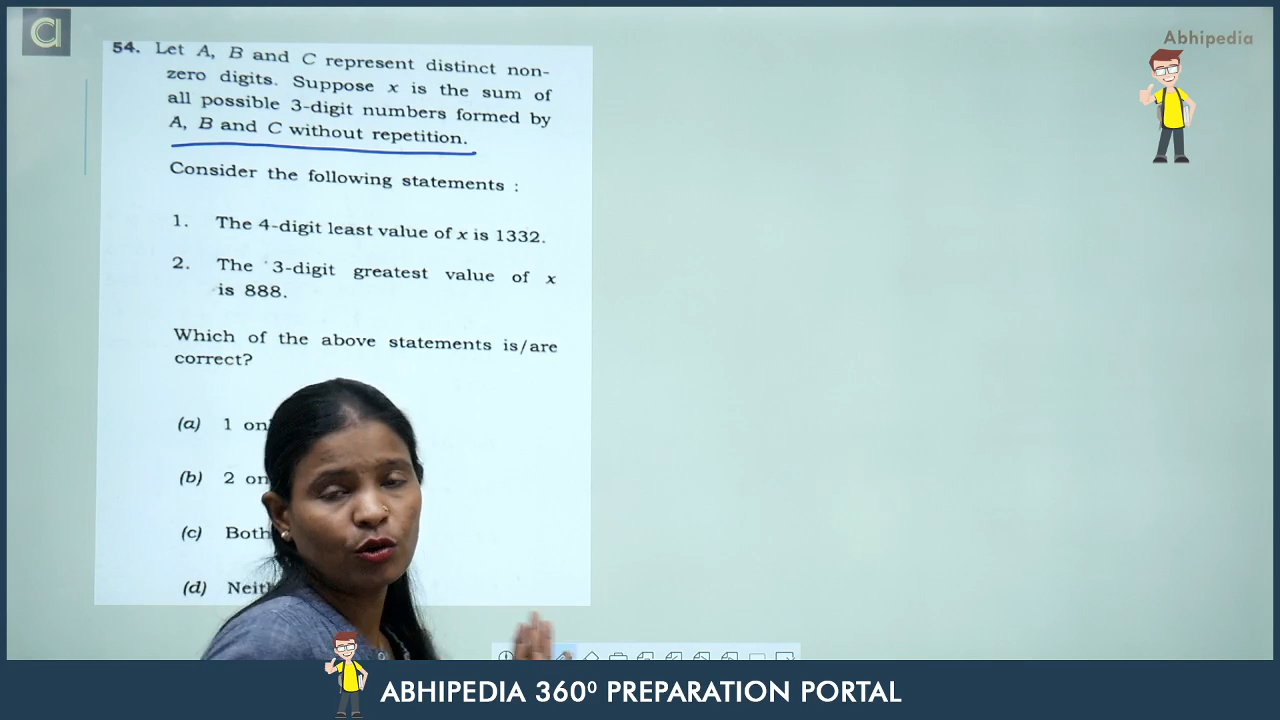 Abhipedia
54. Let A, B and C represent distinct non-
zero digits. Suppose x is the sum of
all possible 3-digit numbers formed by
A, B and C without repetition.
Consider the following statements :
1. The 4-digit least value of x is 1332.
2. The 3-digit greatest value of x
is 888.
Which of the above statements is/are
correct?
(a) 1
(b) 2
(c) Both
(d)
ABHIPEDIA 360⁰ PREPARATION PORTAL